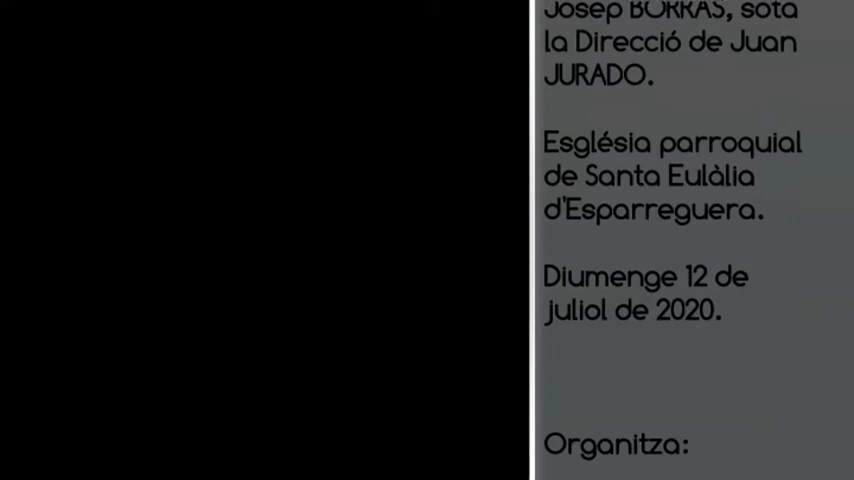 Josep BORRÀS, sota
la Direcció de Juan
JURADO.
Església parroquial
de Santa Eulàlia
d'Esparreguera.
Diumenge 12 de
juliol de 2020.
Organitza: